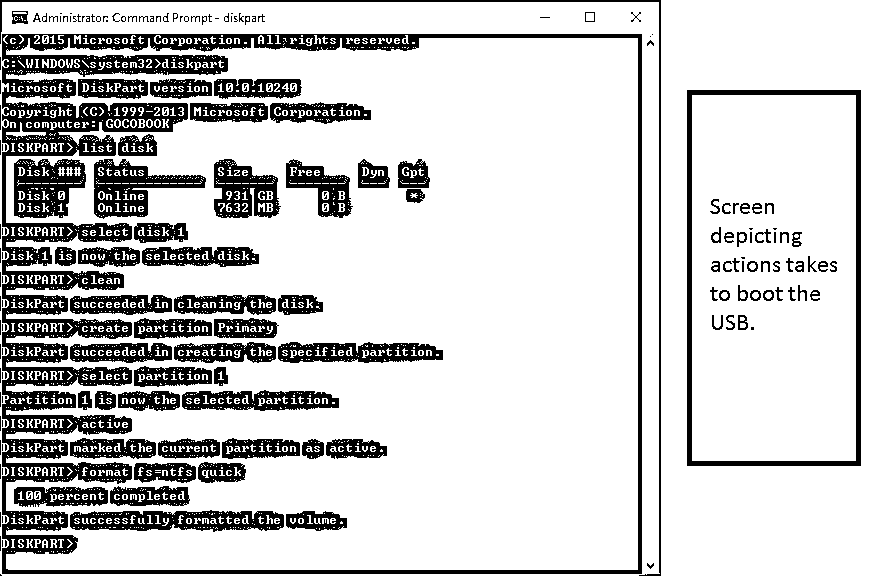 Administrator: Command Prompt - diskpart
(c) 2015 Microsoft Corporation. All rights reserved.
C:\WINDOWS\system32>diskpart
Microsoft DiskPart version 10.0.10240
Copyright (C) 1999-2013 Microsoft Corporation.
On computer: GOCOBOOK
DISKPART> list disk
Disk ### Status Size Free Dyn Gpt
Disk 0 Online 931 GB 0 B *
Disk 1 Online 7632 MB 0 B
DISKPART> select disk 1
Disk 1 is now the selected disk.
DISKPART> clean
DiskPart succeeded in cleaning the disk.
DISKPART> create partition Primary
DiskPart succeeded in creating the specified partition.
DISKPART> select partition 1
Partition 1 is now the selected partition.
DISKPART> active
DiskPart marked the current partition as active.
DISKPART> format fs=ntfs quick
100 percent completed
DiskPart successfully formatted the volume.
DISKPART>
Screen
depicting
actions takes
to boot the
USB.